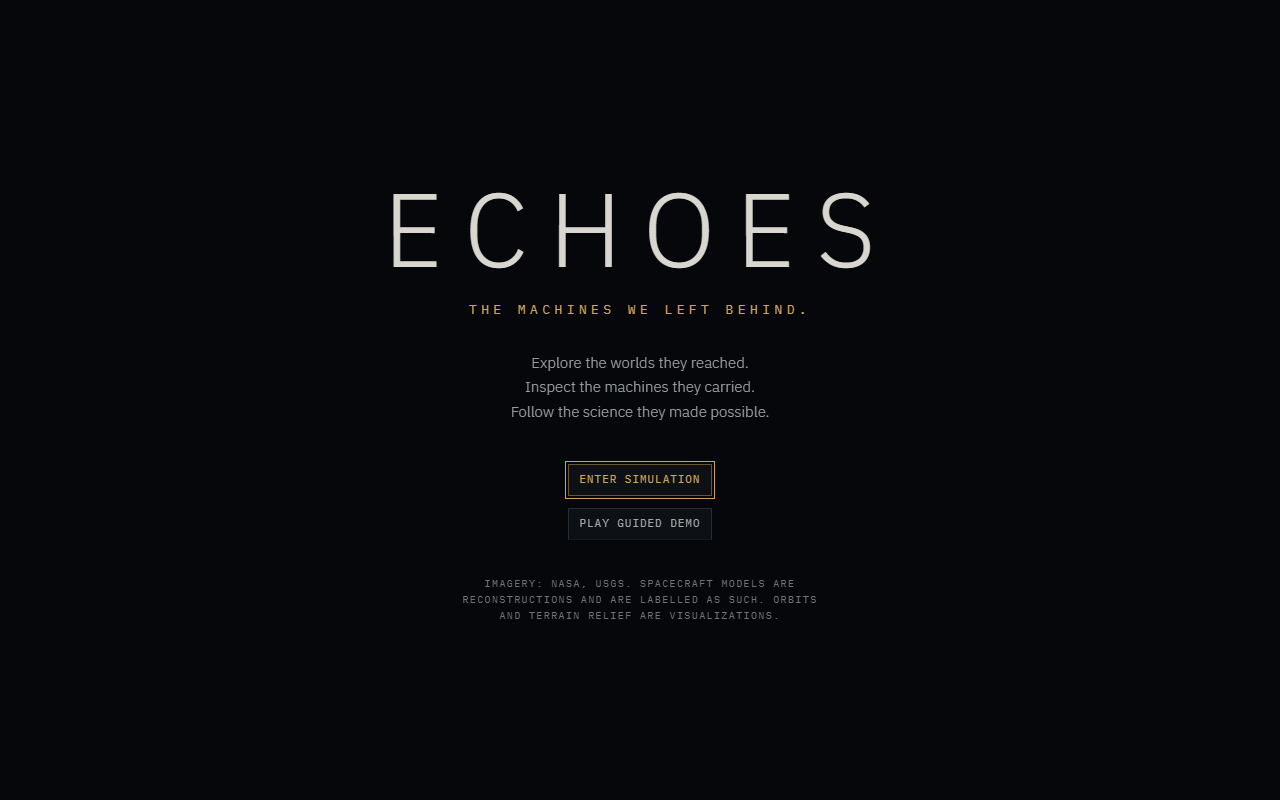 ECHOES
THE MACHINES WE LEFT BEHIND.
Explore the worlds they reached.
Inspect the machines they carried.
Follow the science they made possible.
ENTER SIMULATION
PLAY GUIDED DEMO
IMAGERY: NASA, USGS. SPACECRAFT MODELS ARE
RECONSTRUCTIONS AND ARE LABELLED AS SUCH. ORBITS
AND TERRAIN RELIEF ARE VISUALIZATIONS.